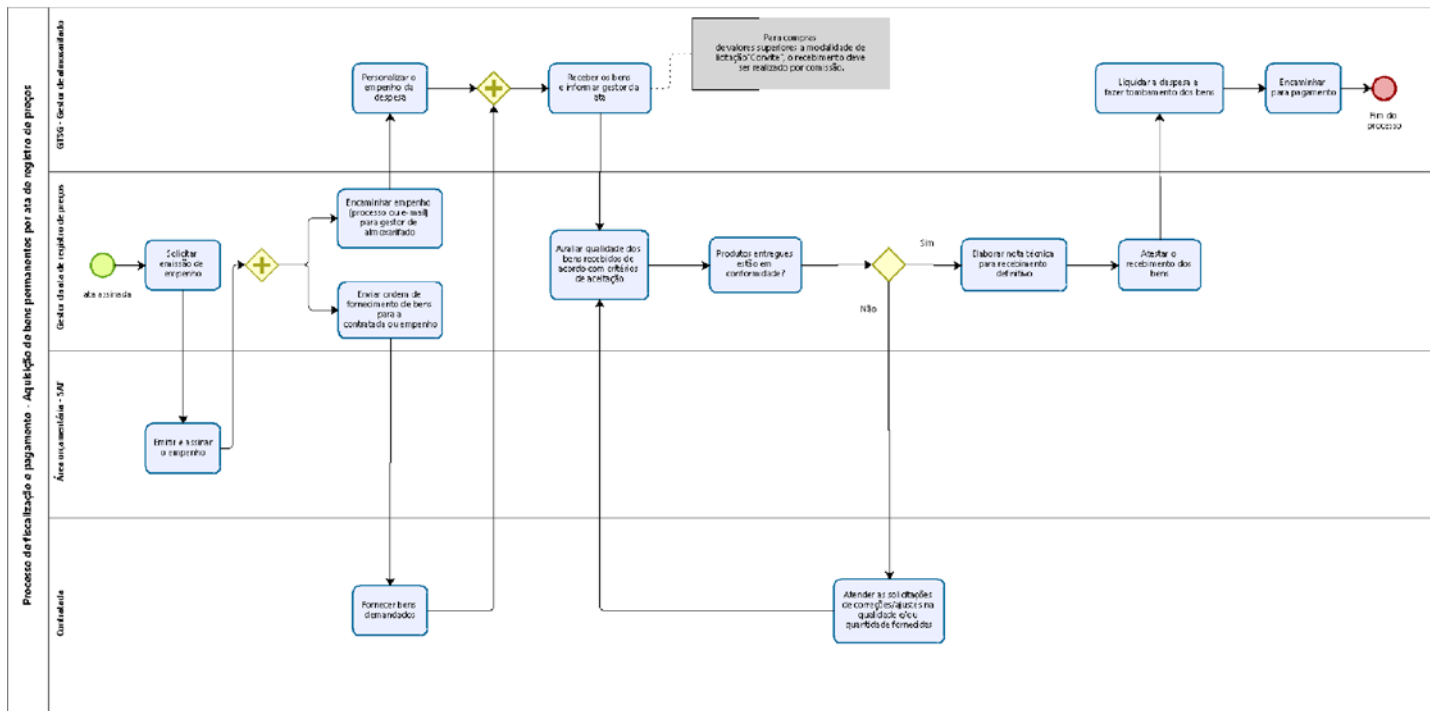 Processo de fiscalização e pagamento - Aquisição de bens permanentes por ata de registro de preços
GTSG - Gestor de almoxarifado
Personalizar o
empenho da
despesa
Receber os bens
e informar gestor da
ata
Para compras
de valores superiores a modalidade de
licitação"Convite", o recebimento deve
ser realizado por comissão.
Liquidar a despesa e
fazer tombamento dos bens
Encaminhar
para pagamento
Fim do
processo
Gestor da ata de registro de preços
ata assinada
Solicitar
emissão de
empenho
Encaminhar empenho
(processo ou e-mail)
para gestor de
almoxarifado
Enviar ordem de
fornecimento de bens
para a
contratada ou empenho
Avaliar qualidade dos
bens recebidos de
acordo com critérios
de aceitação
Produtos entregues
estão em
conformidade?
Sim
Não
Elaborar nota técnica
para recebimento
definitivo
Atestar o
recebimento dos
bens
Área orçamentária - SAF
Emitir e assinar
o empenho
Contratada
Fornecer bens
demandados
Atender as solicitações
de correções/ajustes na
qualidade e/ou
quantidade fornecidas